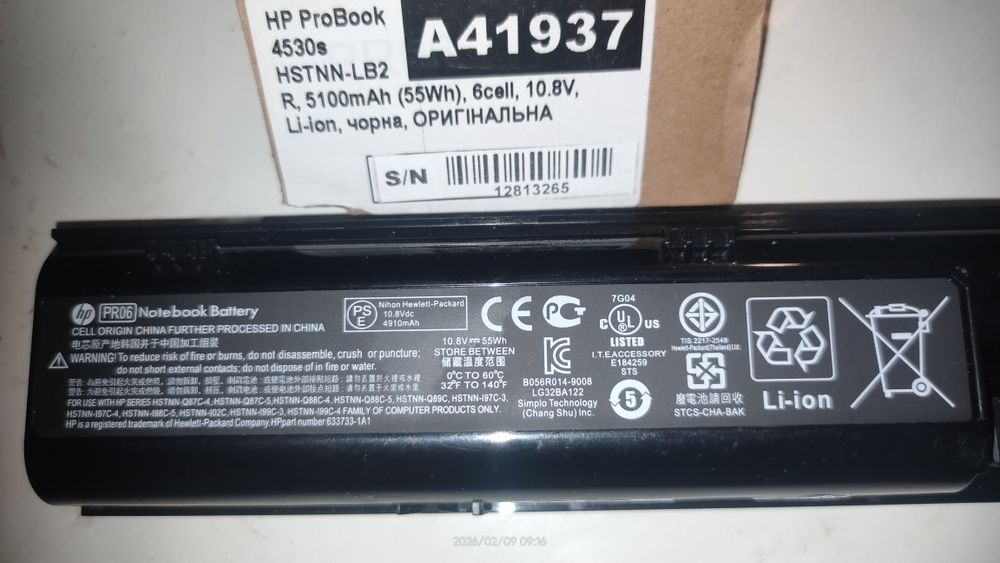 HP ProBook
4530s
HSTNN-LB2
R, 5100mAh (55Wh), 6cell, 10.8V,
Li-ion, чорна, ОРИГІНАЛЬНА
A41937
S/N
12813265
hp PR06 Notebook Battery
CELL ORIGIN CHINA FURTHER PROCESSED IN CHINA
电芯原产地韩国并于中国加工组装
WARNING! To reduce risk of fire or burns, do not disassemble, crush or puncture;
do not short external contacts; do not dispose of in fire or water.
FOR USE WITH HP SERIES HSTNN-Q87C-4, HSTNN-Q87C-5, HSTNN-Q88C-4, HSTNN-Q88C-5, HSTNN-Q89C, HSTNN-I97C-3,
HSTNN-I97C-4, HSTNN-I98C-5, HSTNN-I02C, HSTNN-I99C-3, HSTNN-I99C-4 FAMILY OF COMPUTER PRODUCTS ONLY.
HP is a registered trademark of Hewlett-Packard Company. HP part number 633733-1A1
PSE
Nihon Hewlett-Packard
10.8Vdc
4910mAh
10.8V 55Wh
STORE BETWEEN
储藏溫度范围
0°C TO 60°C
32°F TO 140°F
B056R014-9008
LG32BA122
Simplo Technology
(Chang Shu) Inc.
7G04
c UL US
LISTED
I.T.E.ACCESSORY
E184259
STS
5
TIS 2217-2548
Hewlett-Packard(Thailand) Ltd.
廢電池請回收
STCS-CHA-BAK
Li-ion
2026/02/09 09:16